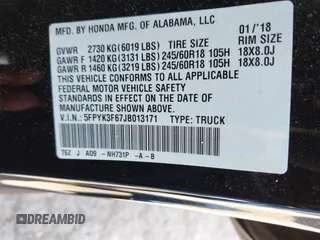 MFD. BY HONDA MFG. OF ALABAMA, LLC 01/'18
GVWR 2730 KG(6019 LBS) TIRE SIZE RIM SIZE
GAWR F 1420 KG(3131 LBS) 245/60R18 105H 18X8.0J
GAWR R 1460 KG(3219 LBS) 245/60R18 105H 18X8.0J
THIS VEHICLE CONFORMS TO ALL APPLICABLE
FEDERAL MOTOR VEHICLE SAFETY STANDARDS
IN EFFECT ON THE DATE OF MANUFACTURE
SHOWN ABOVE.
V.I.N.: 5FPYK3F67JB013171 TYPE: TRUCK
T6Z J AD9 -NH731P -A-B
DREAMBID